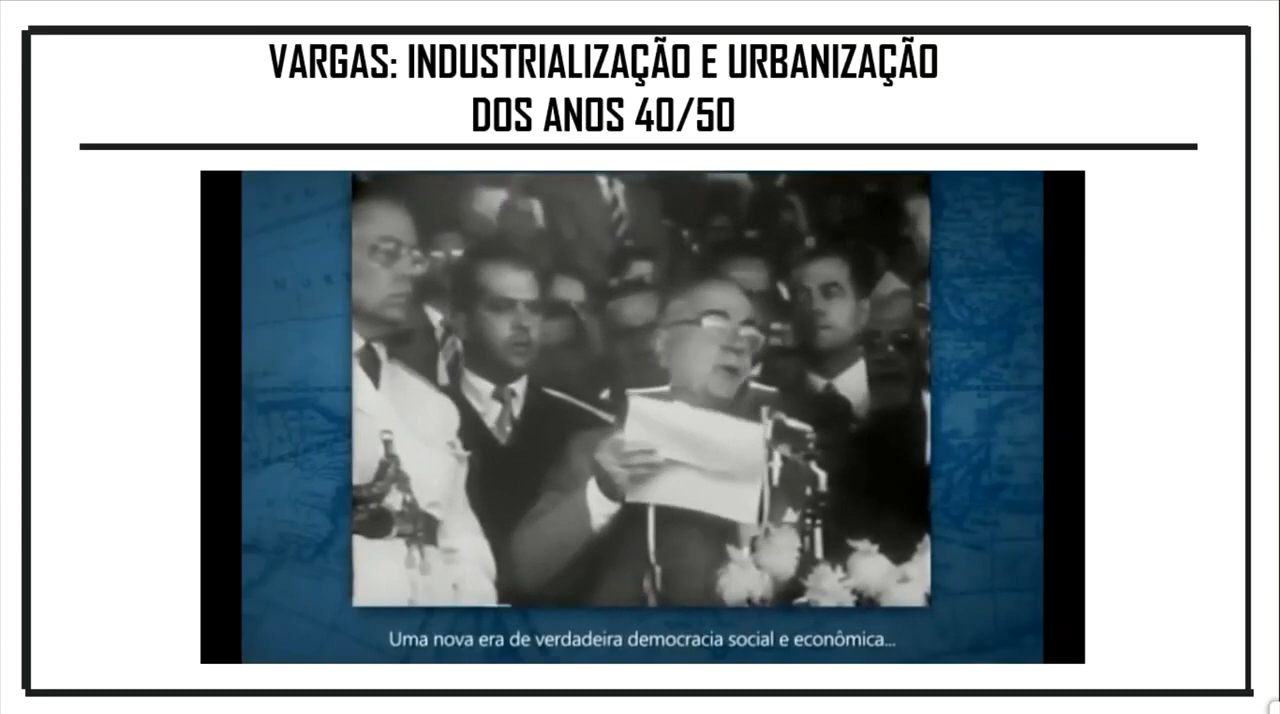 VARGAS: INDUSTRIALIZAÇÃO E URBANIZAÇÃO
DOS ANOS 40/50
Uma nova era de verdadeira democracia social e econômica...